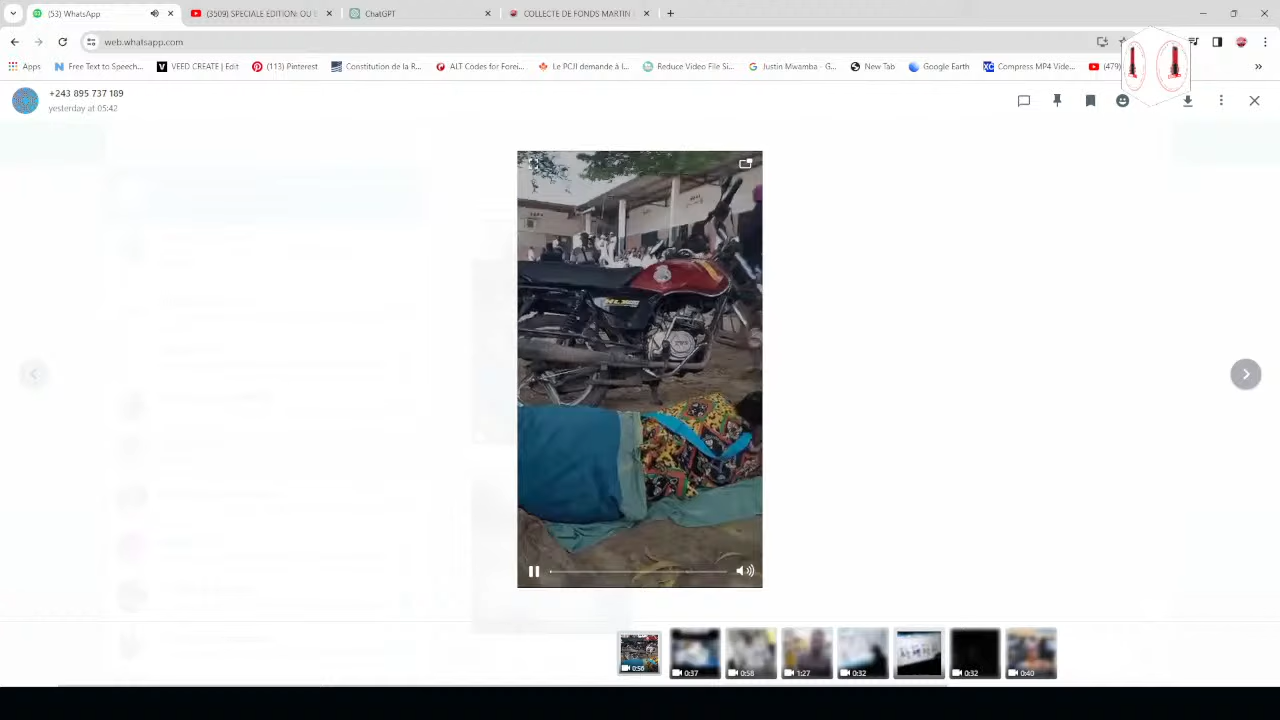 (53) WhatsApp
(3509) SPECIALE EDITION: OU E
ChatGPT
COLLECTE DE FONDS MARTIN
web.whatsapp.com
Apps
Free Text to Speech...
VEED CREATE | Edit
(113) Pinterest
Constitution de la R...
ALT Codes for Forei...
Le PCJI demande à l...
Reduce Video File Si...
Justin Mwamba - G...
New Tab
Google Earth
Compress MP4 Vide...
(479)
»
+243 895 737 189
yesterday at 05:42
TVS
0:56
0:37
0:58
1:27
0:32
0:32
0:40